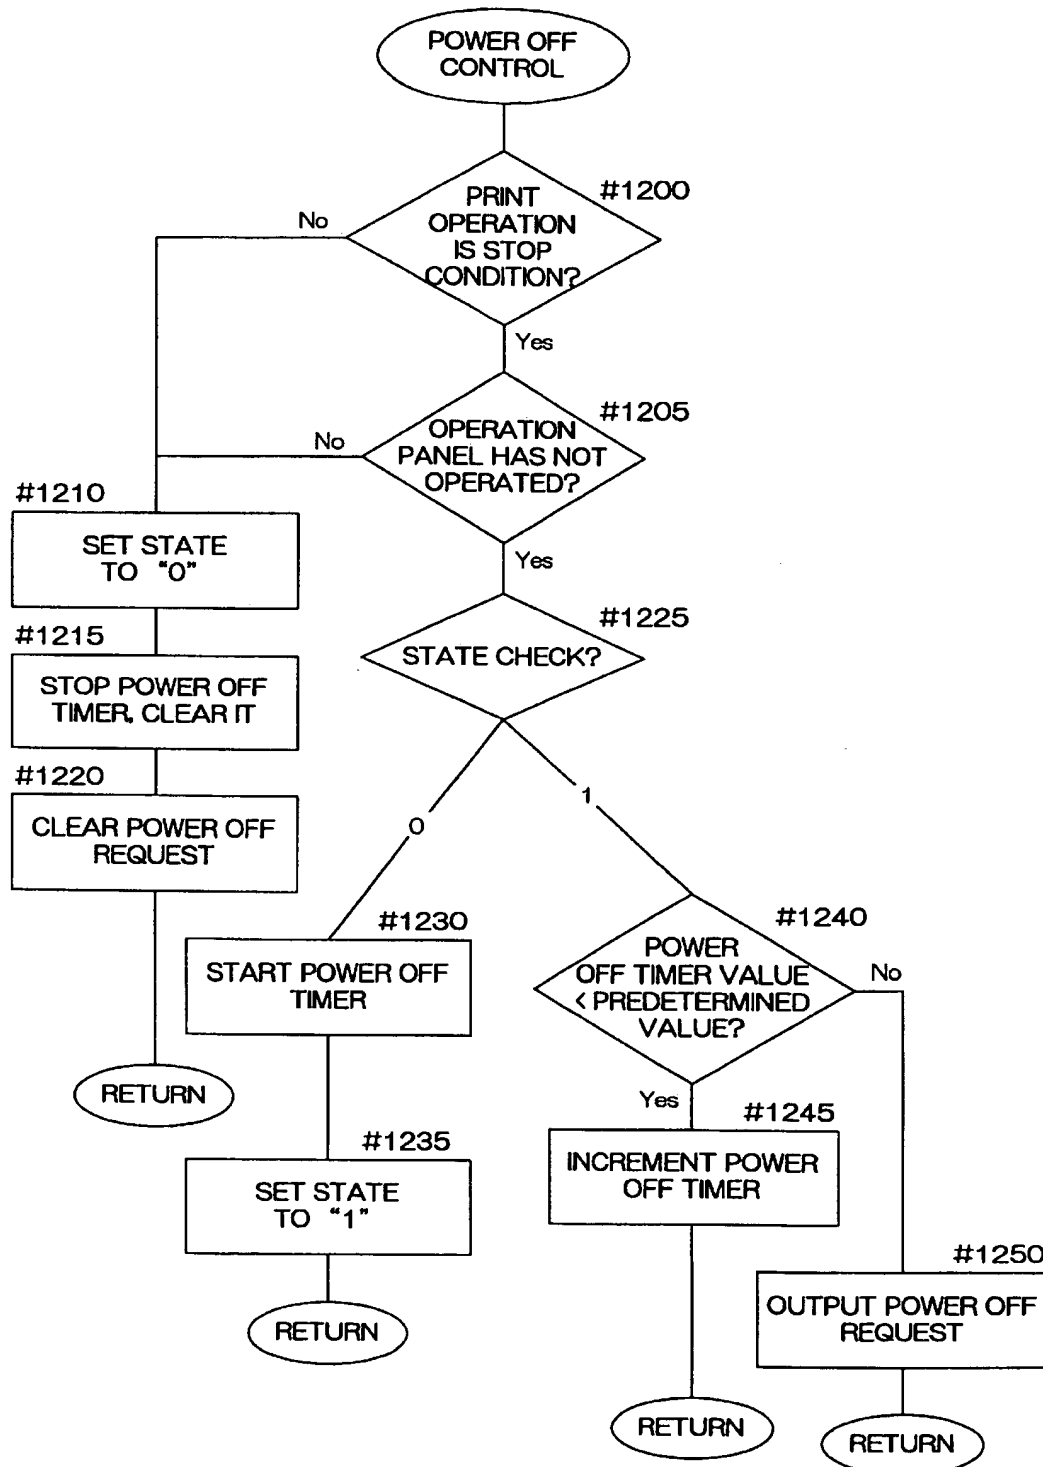 POWER OFF
CONTROL
#1200
PRINT
OPERATION
IS STOP
CONDITION?
No
Yes
#1205
OPERATION
PANEL HAS NOT
OPERATED?
No
Yes
#1210
SET STATE
TO "0"
#1215
STOP POWER OFF
TIMER, CLEAR IT
#1220
CLEAR POWER OFF
REQUEST
RETURN
#1225
STATE CHECK?
0
1
#1230
START POWER OFF
TIMER
#1235
SET STATE
TO "1"
RETURN
#1240
POWER
OFF TIMER VALUE
< PREDETERMINED
VALUE?
No
Yes
#1245
INCREMENT POWER
OFF TIMER
RETURN
#1250
OUTPUT POWER OFF
REQUEST
RETURN